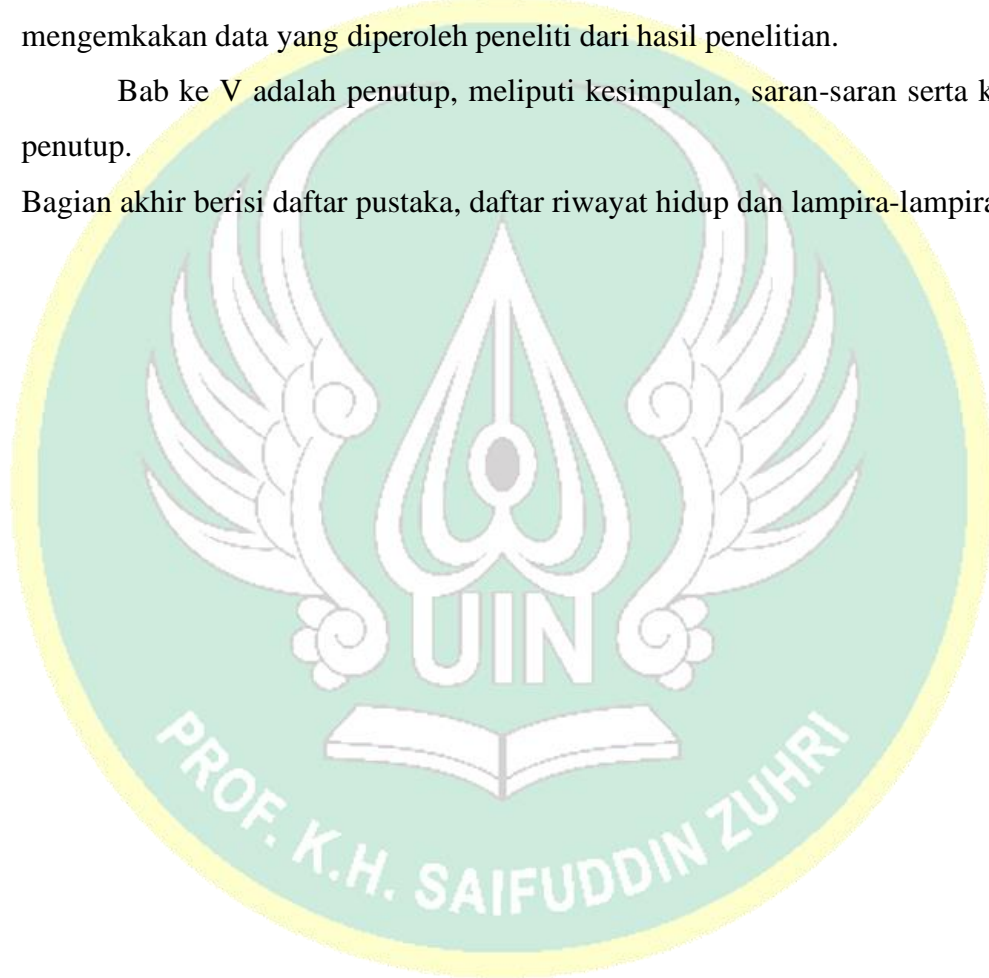 mengemkakan data yang diperoleh peneliti dari hasil penelitian.
Bab ke V adalah penutup, meliputi kesimpulan, saran-saran serta k
penutup.
Bagian akhir berisi daftar pustaka, daftar riwayat hidup dan lampira-lampira
UIN
PROF. K.H. SAIFUDDIN ZUHRI